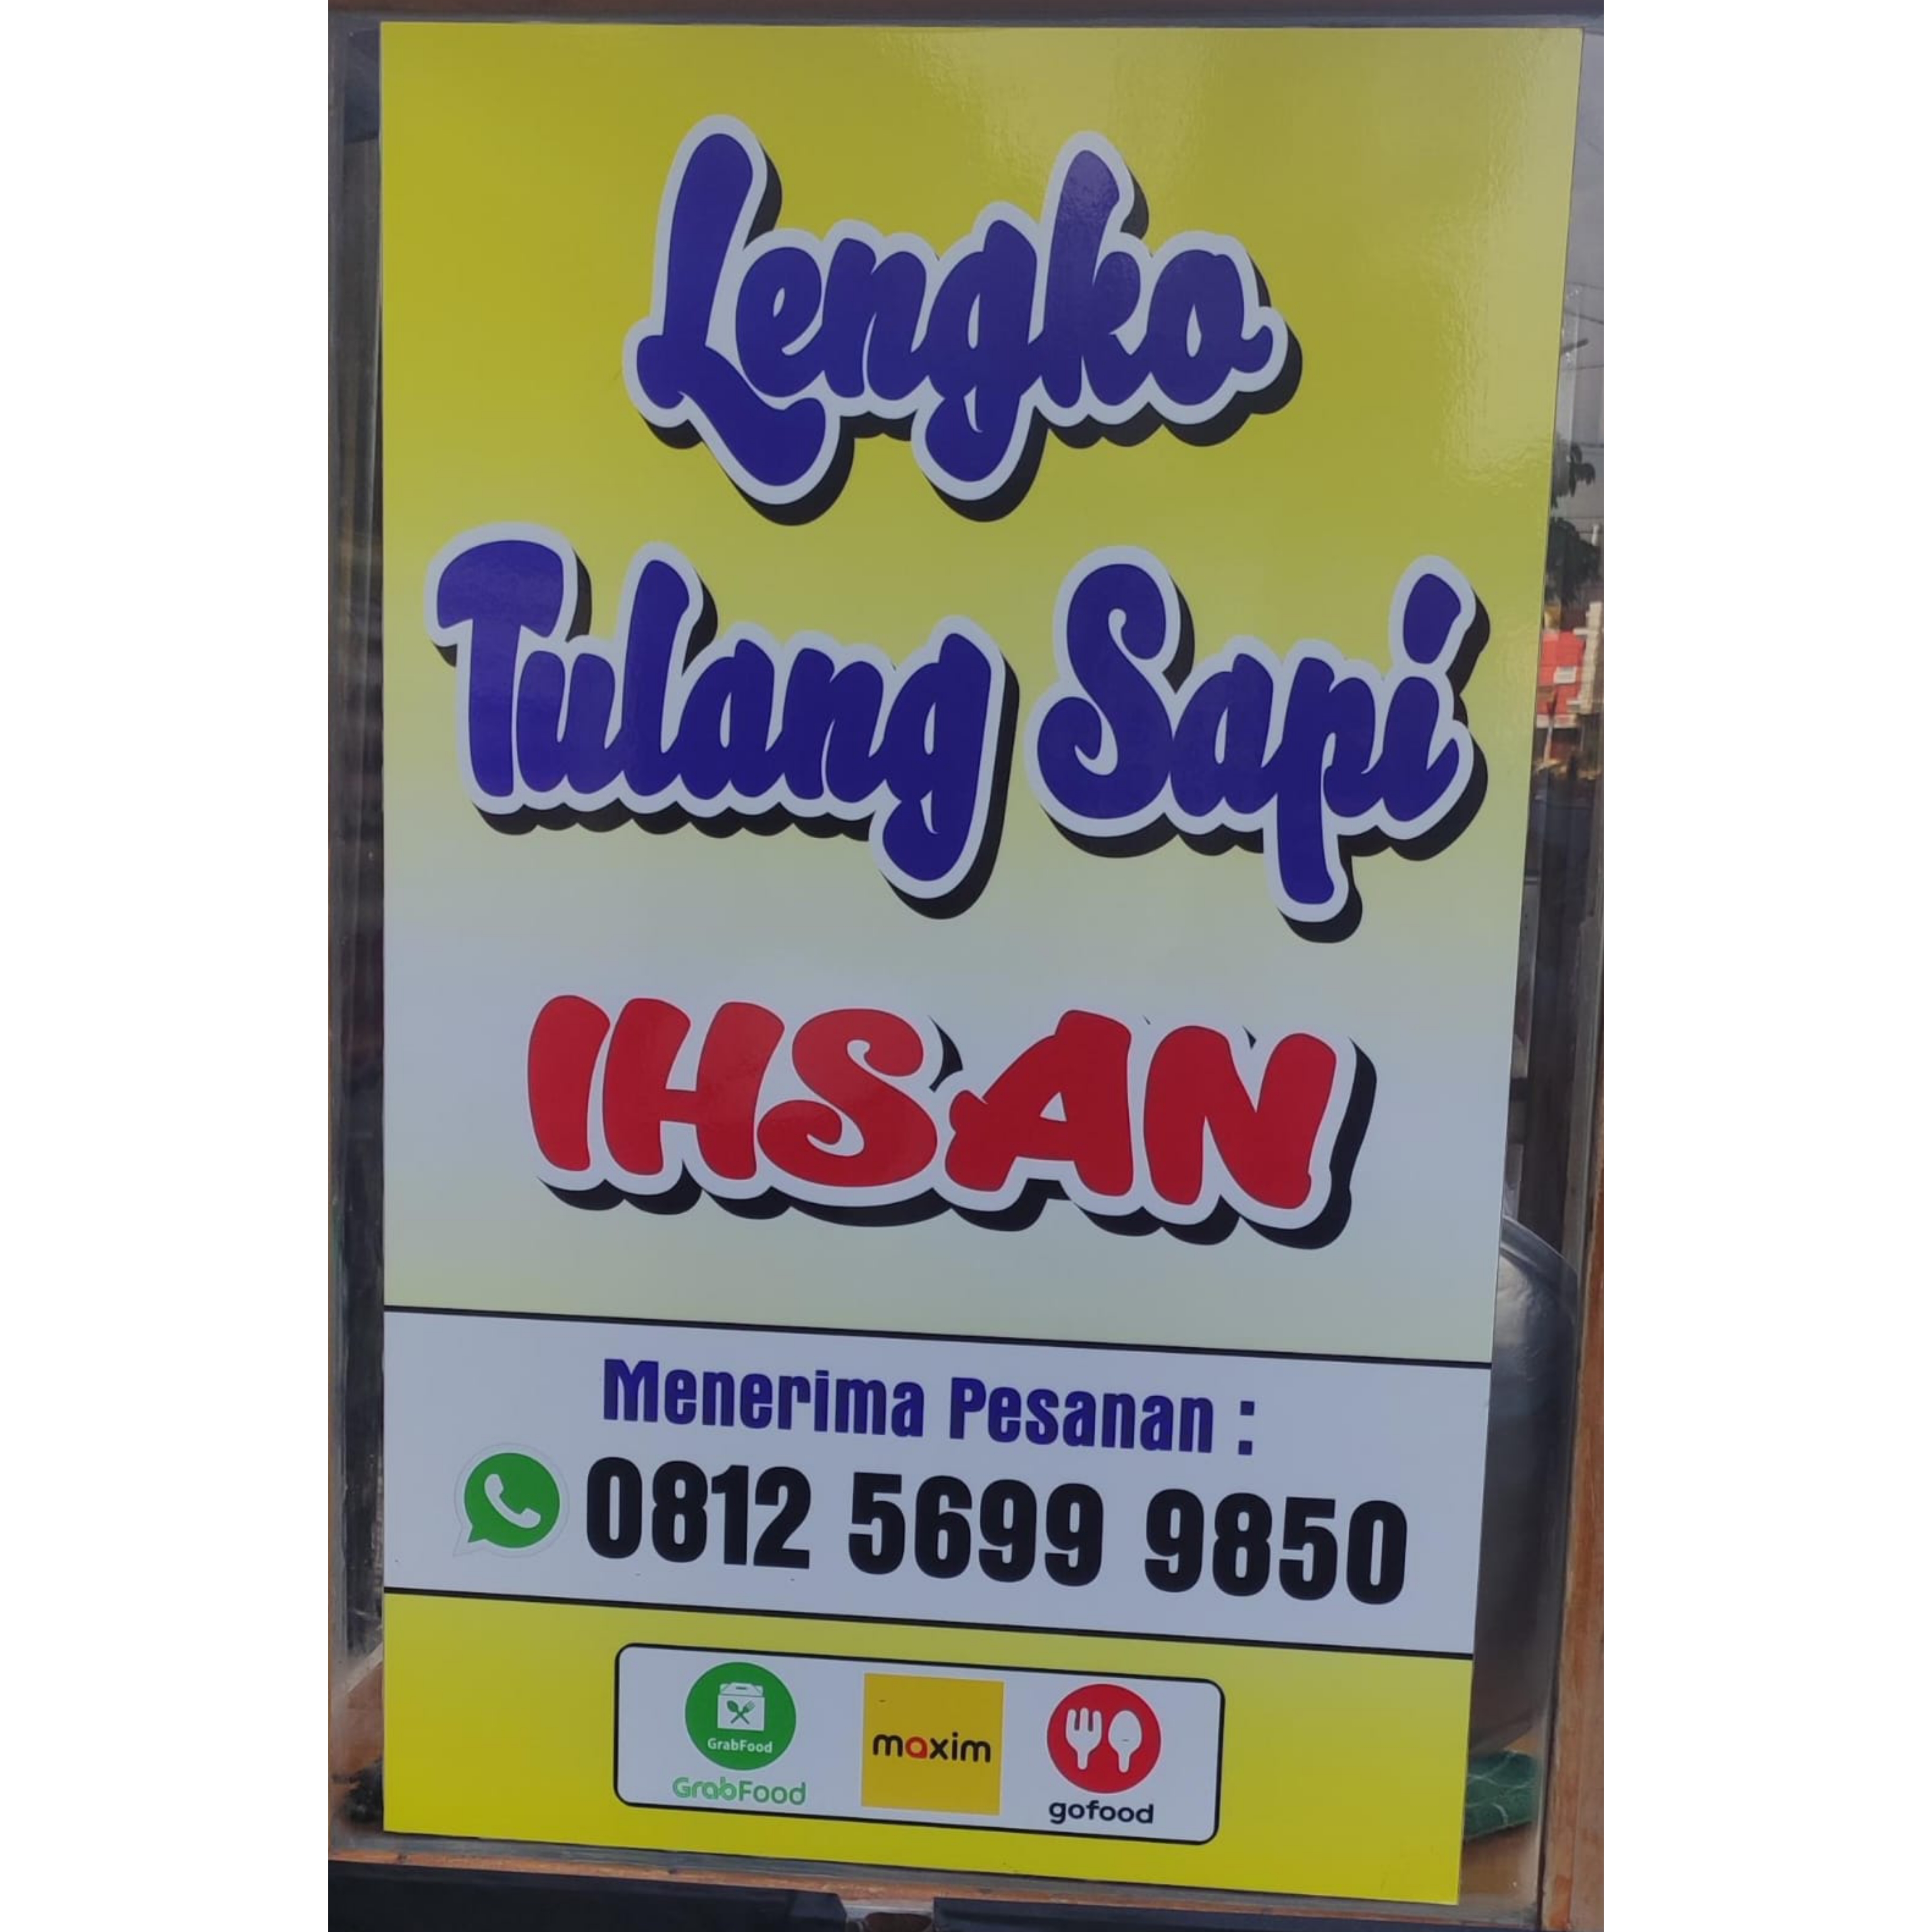 Lengko
Tulang Sapi
IHSAN
Menerima Pesanan :
0812 5699 9850
GrabFood
GrabFood
maxim
gofood